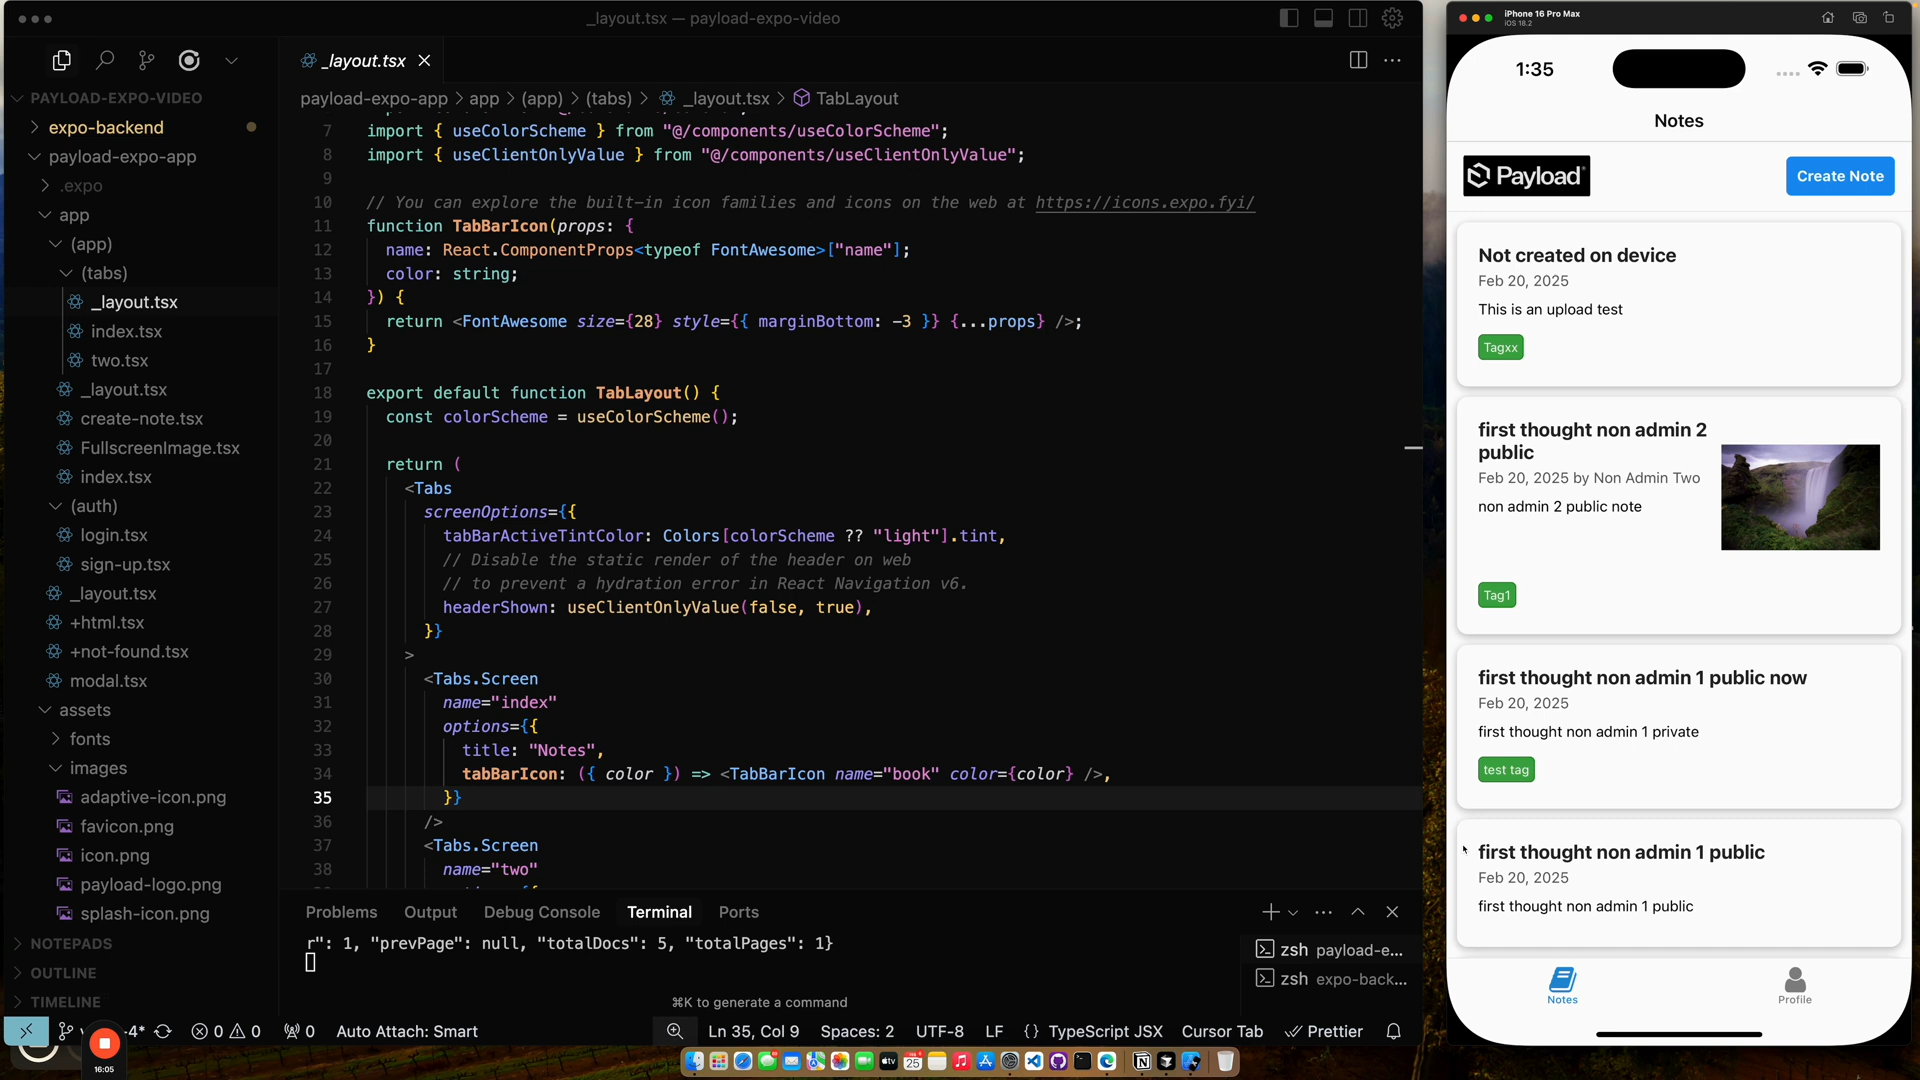 _layout.tsx — payload-expo-video
_layout.tsx
PAYLOAD-EXPO-VIDEO
expo-backend
payload-expo-app
.expo
app
(app)
(tabs)
_layout.tsx
index.tsx
two.tsx
_layout.tsx
create-note.tsx
FullscreenImage.tsx
index.tsx
(auth)
login.tsx
sign-up.tsx
_layout.tsx
+html.tsx
+not-found.tsx
modal.tsx
assets
fonts
images
adaptive-icon.png
favicon.png
icon.png
payload-logo.png
splash-icon.png
NOTEPADS
OUTLINE
TIMELINE
payload-expo-app > app > (app) > (tabs) > _layout.tsx > TabLayout
7 import { useColorScheme } from "@/components/useColorScheme";
8 import { useClientOnlyValue } from "@/components/useClientOnlyValue";
9
10 // You can explore the built-in icon families and icons on the web at https://icons.expo.fyi/
11 function TabBarIcon(props: {
12 name: React.ComponentProps<typeof FontAwesome>["name"];
13 color: string;
14 }) {
15 return <FontAwesome size={28} style={{ marginBottom: -3 }} {...props} />;
16 }
17
18 export default function TabLayout() {
19 const colorScheme = useColorScheme();
20
21 return (
22 <Tabs
23 screenOptions={{
24 tabBarActiveTintColor: Colors[colorScheme ?? "light"].tint,
25 // Disable the static render of the header on web
26 // to prevent a hydration error in React Navigation v6.
27 headerShown: useClientOnlyValue(false, true),
28 }}
29 >
30 <Tabs.Screen
31 name="index"
32 options={{
33 title: "Notes",
34 tabBarIcon: ({ color }) => <TabBarIcon name="book" color={color} />,
35 }}
36 />
37 <Tabs.Screen
38 name="two"
Problems Output Debug Console Terminal Ports
r": 1, "prevPage": null, "totalDocs": 5, "totalPages": 1}
zsh payload-e...
zsh expo-back...
⌘K to generate a command
-4* 0 0 0 Auto Attach: Smart Ln 35, Col 9 Spaces: 2 UTF-8 LF {} TypeScript JSX Cursor Tab Prettier
16:05
25
iPhone 16 Pro Max
iOS 18.2
1:35
Notes
Payload
Create Note
Not created on device
Feb 20, 2025
This is an upload test
Tagxx
first thought non admin 2
public
Feb 20, 2025 by Non Admin Two
non admin 2 public note
Tag1
first thought non admin 1 public now
Feb 20, 2025
first thought non admin 1 private
test tag
first thought non admin 1 public
Feb 20, 2025
first thought non admin 1 public
Notes
Profile